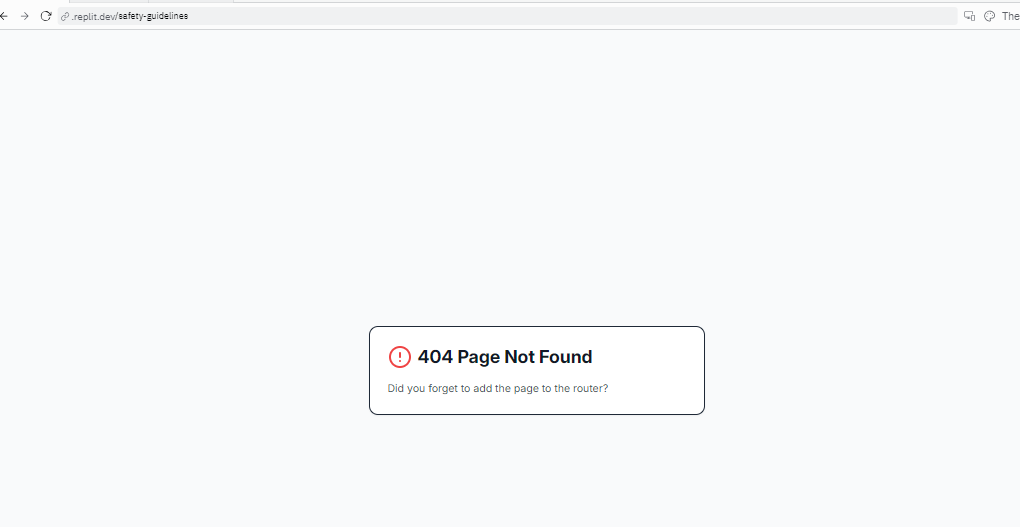 .replit.dev/safety-guidelines
The
404 Page Not Found
Did you forget to add the page to the router?